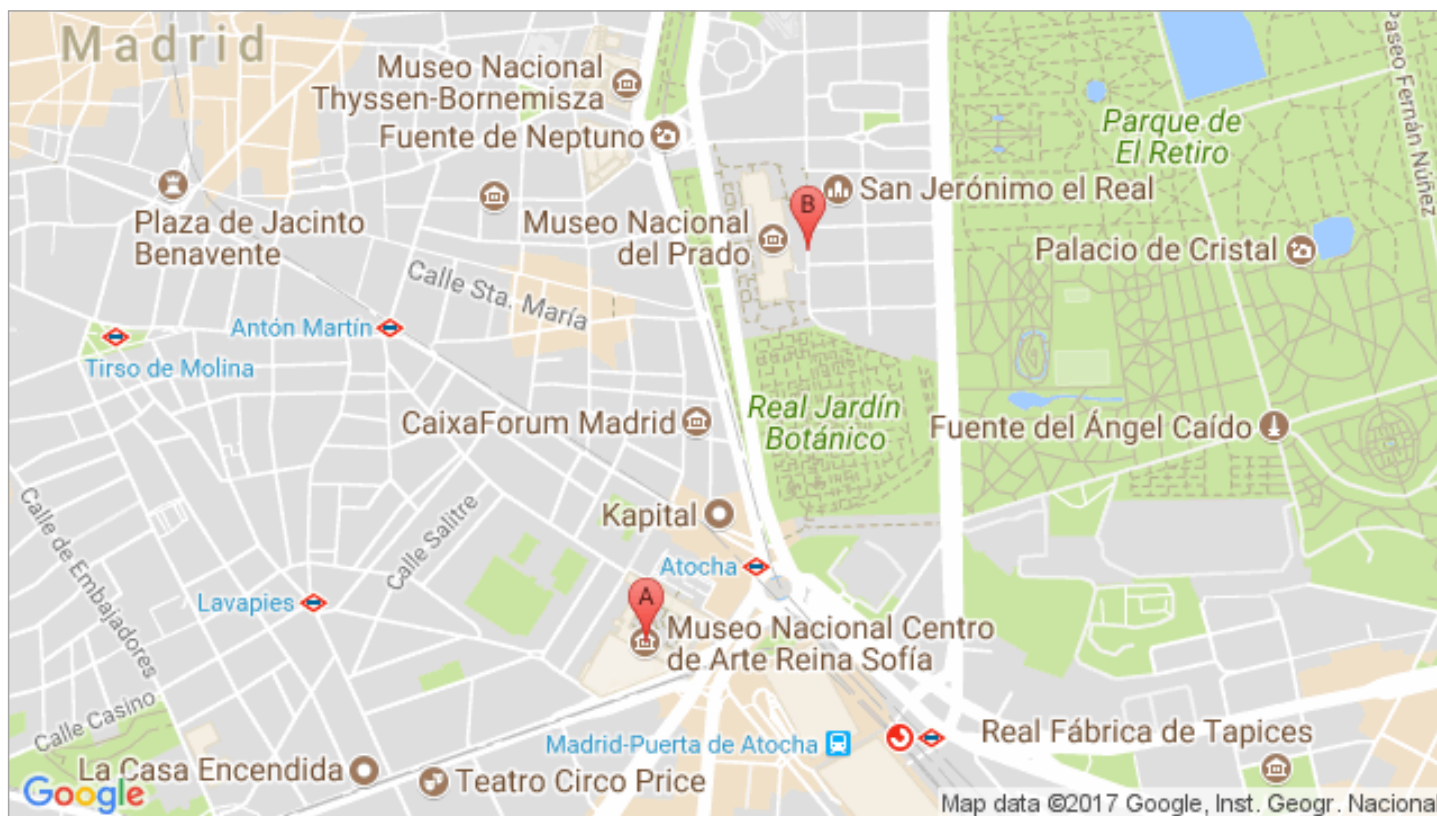 Madrid
Museo Nacional
Thyssen-Bornemisza
Fuente de Neptuno
Parque de
El Retiro
Paseo Fernán Núñez
Plaza de Jacinto
Benavente
B
San Jerónimo el Real
Museo Nacional
del Prado
Palacio de Cristal
Calle Sta. María
Antón Martín
Tirso de Molina
CaixaForum Madrid
Real Jardín
Botánico
Fuente del Ángel Caído
Calle de Embajadores
Calle Salitre
Kapital
Atocha
Lavapies
A
Museo Nacional Centro
de Arte Reina Sofía
Calle Casino
Madrid-Puerta de Atocha
Real Fábrica de Tapices
La Casa Encendida
Teatro Circo Price
Google
Map data ©2017 Google, Inst. Geogr. Nacional